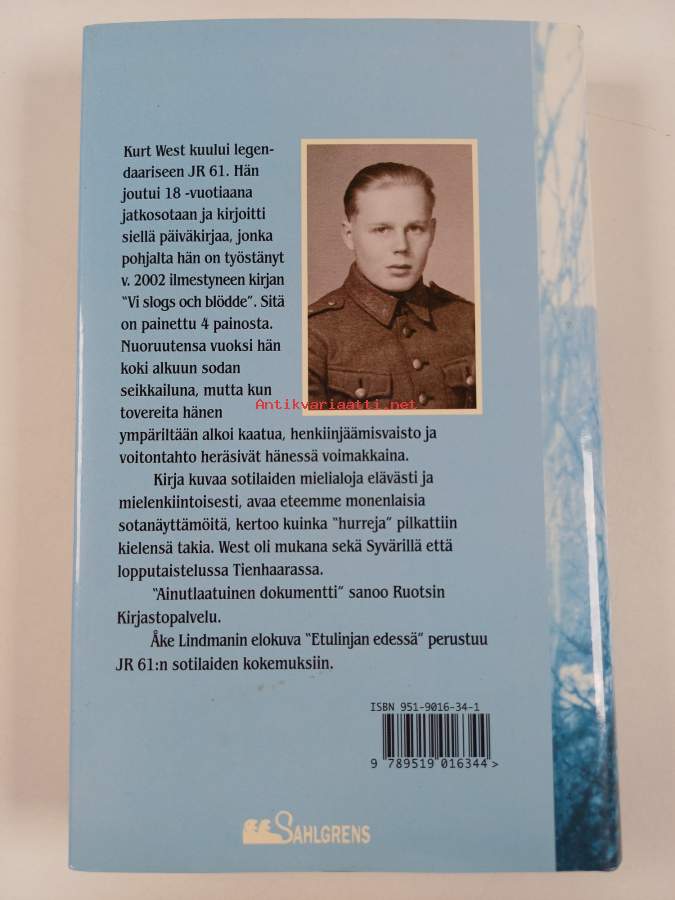 Kurt West kuului legen-
daariseen JR 61. Hän
joutui 18 -vuotiaana
jatkosotaan ja kirjoitti
siellä päiväkirjaa, jonka
pohjalta hän on työstänyt
v. 2002 ilmestyneen kirjan
"Vi slogs och blödde". Sitä
on painettu 4 painosta.
Nuoruutensa vuoksi hän
koki alkuun sodan
seikkailuna, mutta kun
tovereita hänen
ympäriltään alkoi kaatua, henkiinjäämisvaisto ja
voitontahto heräsivät hänessä voimakkaina.
Kirja kuvaa sotilaiden mielialoja elävästi ja
mielenkiintoisesti, avaa eteemme monenlaisia
sotanäyttämöitä, kertoo kuinka "hurreja" pilkattiin
kielensä takia. West oli mukana sekä Syvärillä että
lopputaistelussa Tienhaarassa.
"Ainutlaatuinen dokumentti" sanoo Ruotsin
Kirjastopalvelu.
Åke Lindmanin elokuva "Etulinjan edessä" perustuu
JR 61:n sotilaiden kokemuksiin.
Antikvariaatti.net
ISBN 951-9016-34-1
9 789519 016344 >
SAHLGRENS